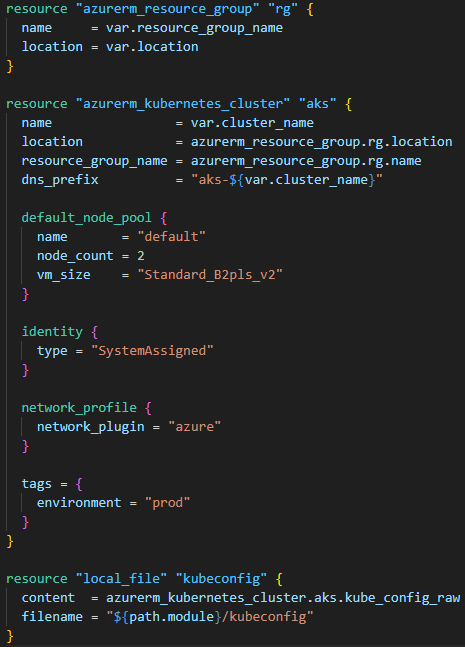 resource "azurerm_resource_group" "rg" {
  name     = var.resource_group_name
  location = var.location
}

resource "azurerm_kubernetes_cluster" "aks" {
  name                = var.cluster_name
  location            = azurerm_resource_group.rg.location
  resource_group_name = azurerm_resource_group.rg.name
  dns_prefix          = "aks-${var.cluster_name}"

  default_node_pool {
    name       = "default"
    node_count = 2
    vm_size    = "Standard_B2pls_v2"
  }

  identity {
    type = "SystemAssigned"
  }

  network_profile {
    network_plugin = "azure"
  }

  tags = {
    environment = "prod"
  }
}

resource "local_file" "kubeconfig" {
  content  = azurerm_kubernetes_cluster.aks.kube_config_raw
  filename = "${path.module}/kubeconfig"
}